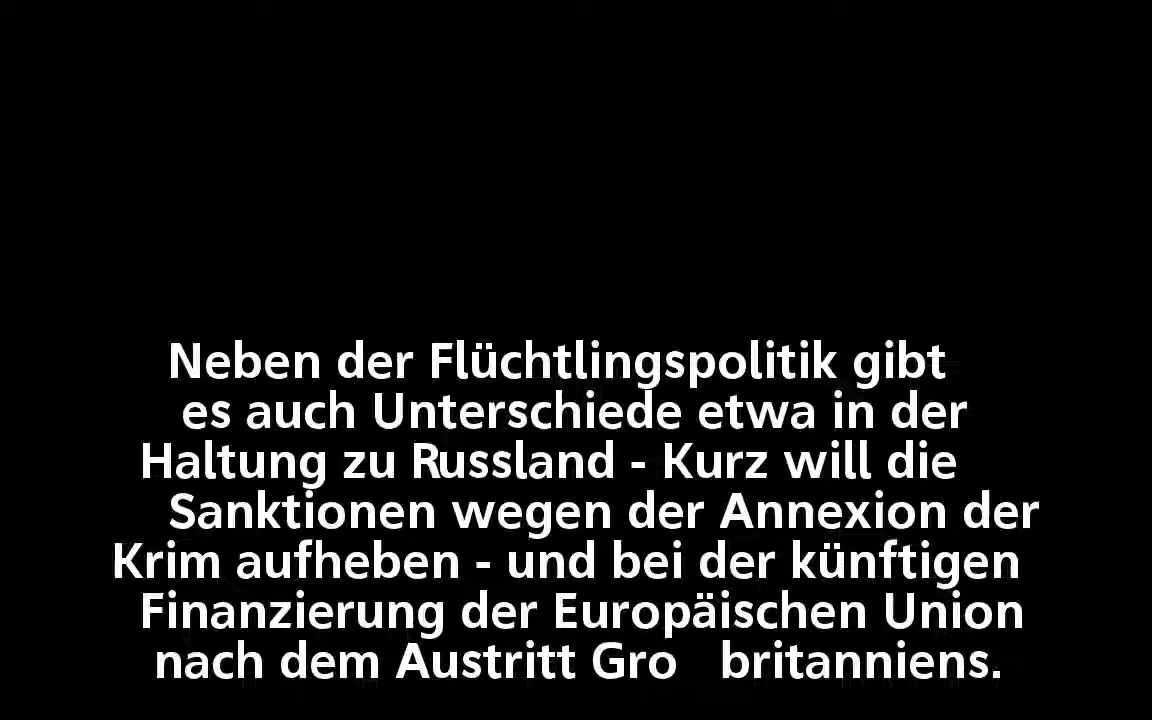 Neben der Flüchtlingspolitik gibt
es auch Unterschiede etwa in der
Haltung zu Russland - Kurz will die
Sanktionen wegen der Annexion der
Krim aufheben - und bei der künftigen
Finanzierung der Europäischen Union
nach dem Austritt Gro britanniens.